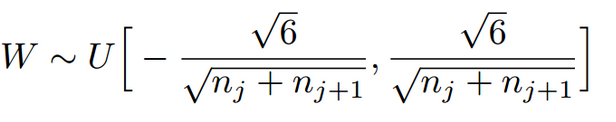 W ∼ U[ − √6 / √(n_j + n_{j+1}), √6 / √(n_j + n_{j+1}) ]